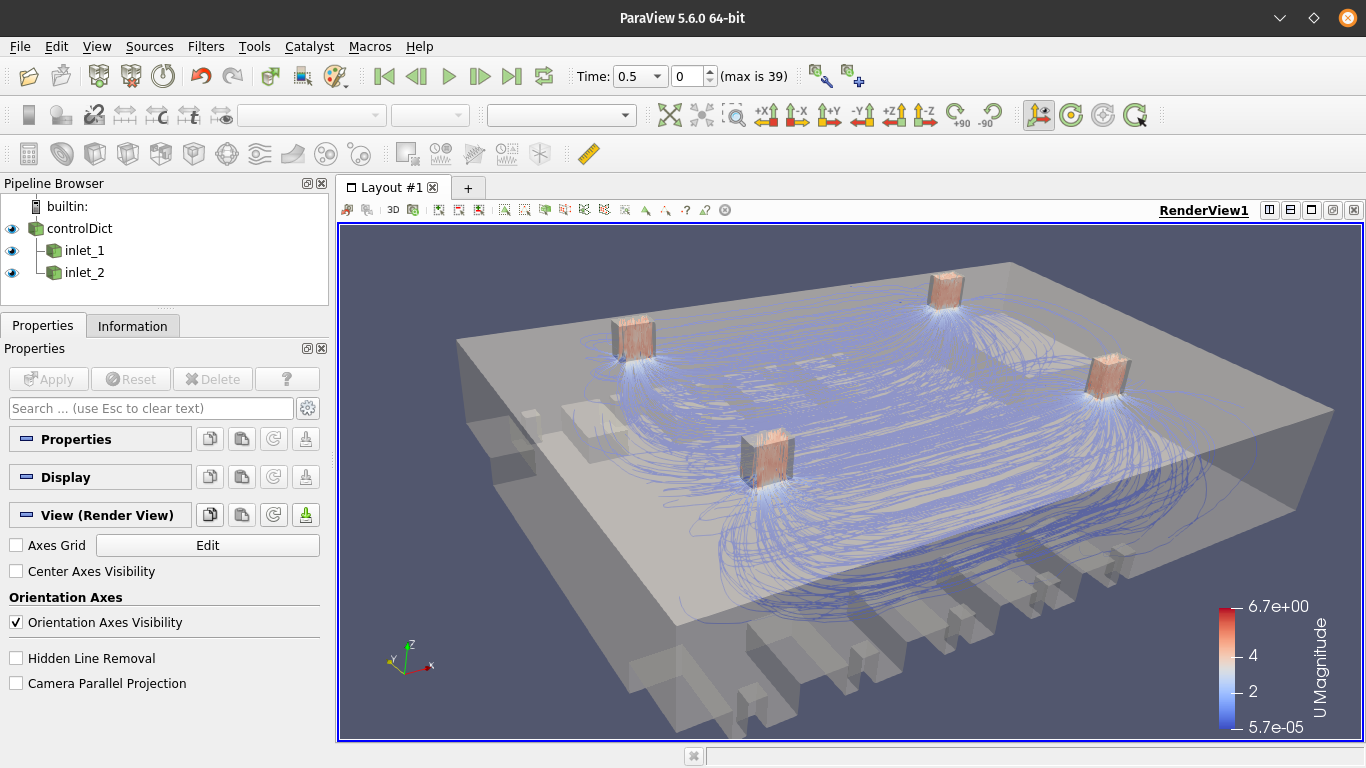 ParaView 5.6.0 64-bit
File Edit View Sources Filters Tools Catalyst Macros Help
Time: 0.5 0 (max is 39)
+X -X +Y -Y +Z -Z +90 -90
Pipeline Browser
builtin:
controlDict
inlet_1
inlet_2
Properties Information
Properties
Apply Reset Delete ?
Search ... (use Esc to clear text)
Properties
Display
View (Render View)
Axes Grid Edit
Center Axes Visibility
Orientation Axes
Orientation Axes Visibility
Hidden Line Removal
Camera Parallel Projection
Layout #1 +
3D RenderView1
Z
Y
X
6.7e+00
4
2
5.7e-05
U Magnitude